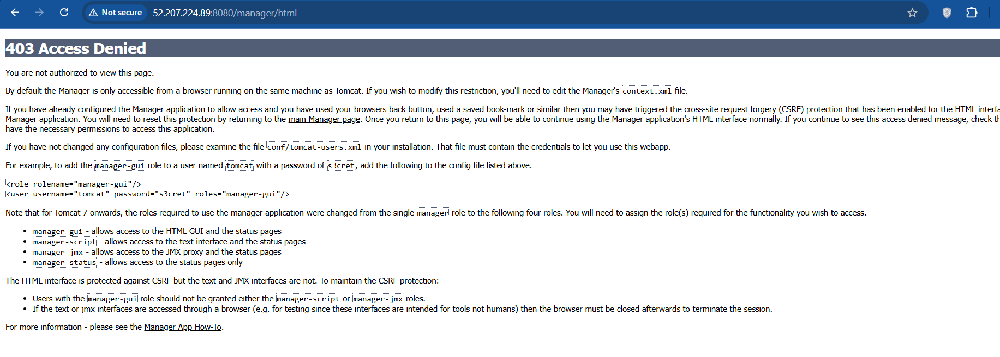 Not secure 52.207.224.89:8080/manager/html
403 Access Denied
You are not authorized to view this page.
By default the Manager is only accessible from a browser running on the same machine as Tomcat. If you wish to modify this restriction, you'll need to edit the Manager's context.xml file.
If you have already configured the Manager application to allow access and you have used your browsers back button, used a saved book-mark or similar then you may have triggered the cross-site request forgery (CSRF) protection that has been enabled for the HTML
Manager application. You will need to reset this protection by returning to the main Manager page. Once you return to this page, you will be able to continue using the Manager application's HTML interface normally. If you continue to see this access denied message, check
have the necessary permissions to access this application.
If you have not changed any configuration files, please examine the file conf/tomcat-users.xml in your installation. That file must contain the credentials to let you use this webapp.
For example, to add the manager-gui role to a user named tomcat with a password of s3cret, add the following to the config file listed above.
<role rolename="manager-gui"/>
<user username="tomcat" password="s3cret" roles="manager-gui"/>
Note that for Tomcat 7 onwards, the roles required to use the manager application were changed from the single manager role to the following four roles. You will need to assign the role(s) required for the functionality you wish to access.
• manager-gui - allows access to the HTML GUI and the status pages
• manager-script - allows access to the text interface and the status pages
• manager-jmx - allows access to the JMX proxy and the status pages
• manager-status - allows access to the status pages only
The HTML interface is protected against CSRF but the text and JMX interfaces are not. To maintain the CSRF protection:
• Users with the manager-gui role should not be granted either the manager-script or manager-jmx roles.
• If the text or jmx interfaces are accessed through a browser (e.g. for testing since these interfaces are intended for tools not humans) then the browser must be closed afterwards to terminate the session.
For more information - please see the Manager App How-To.